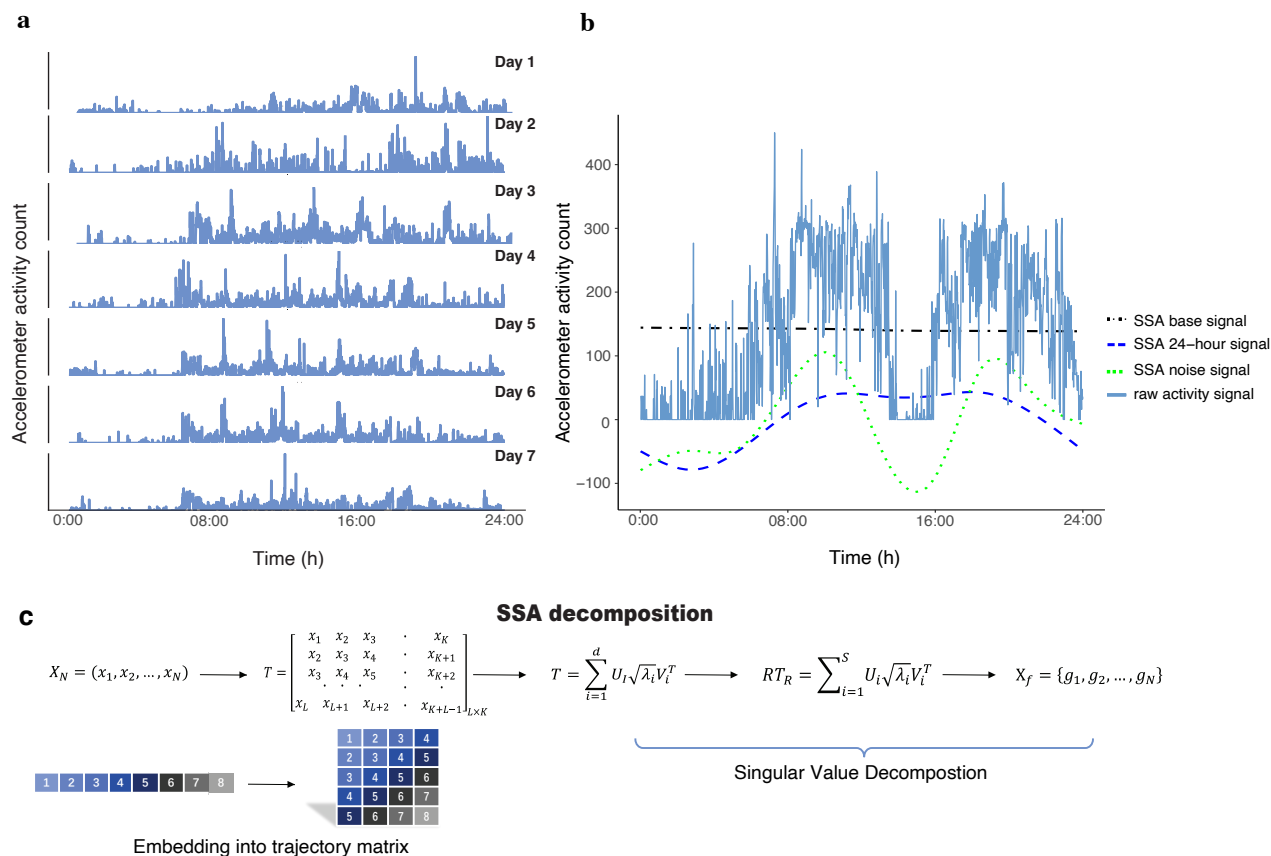 a
Day 1
Day 2
Day 3
Day 4
Day 5
Day 6
Day 7
Accelerometer activity count
0:00 08:00 16:00 24:00
Time (h)
b
400
300
200
100
0
−100
Accelerometer activity count
0:00 08:00 16:00 24:00
Time (h)
SSA base signal
SSA 24−hour signal
SSA noise signal
raw activity signal
c
SSA decomposition
X_N = (x_1, x_2, ..., x_N)
T =
x_1 x_2 x_3 · x_K
x_2 x_3 x_4 · x_{K+1}
x_3 x_4 x_5 · x_{K+2}
· · · · ·
x_L x_{L+1} x_{L+2} · x_{K+L−1}
L×K
T = ∑_{i=1}^{d} U_I √λ_i V_i^T
RT_R = ∑_{i=1}^{S} U_i √λ_i V_i^T
X_f = {g_1, g_2, ..., g_N}
1 2 3 4 5 6 7 8
1 2 3 4
2 3 4 5
3 4 5 6
4 5 6 7
5 6 7 8
Singular Value Decompostion
Embedding into trajectory matrix